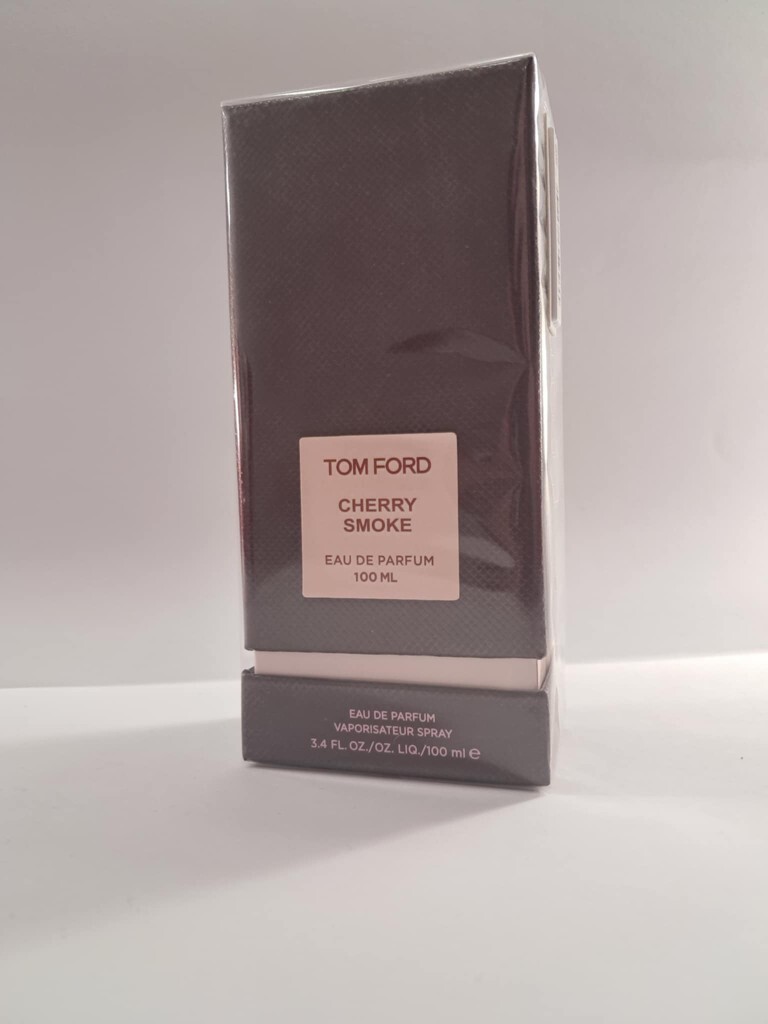 TOM FORD
CHERRY
SMOKE
EAU DE PARFUM
100 ML
EAU DE PARFUM
VAPORISATEUR SPRAY
3.4 FL. OZ./OZ. LIQ./100 ml ℮